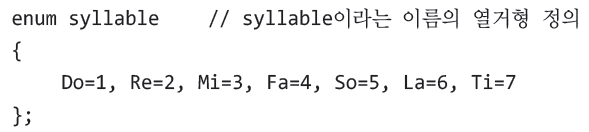 enum syllable    // syllable이라는 이름의 열거형 정의
{
    Do=1, Re=2, Mi=3, Fa=4, So=5, La=6, Ti=7
};